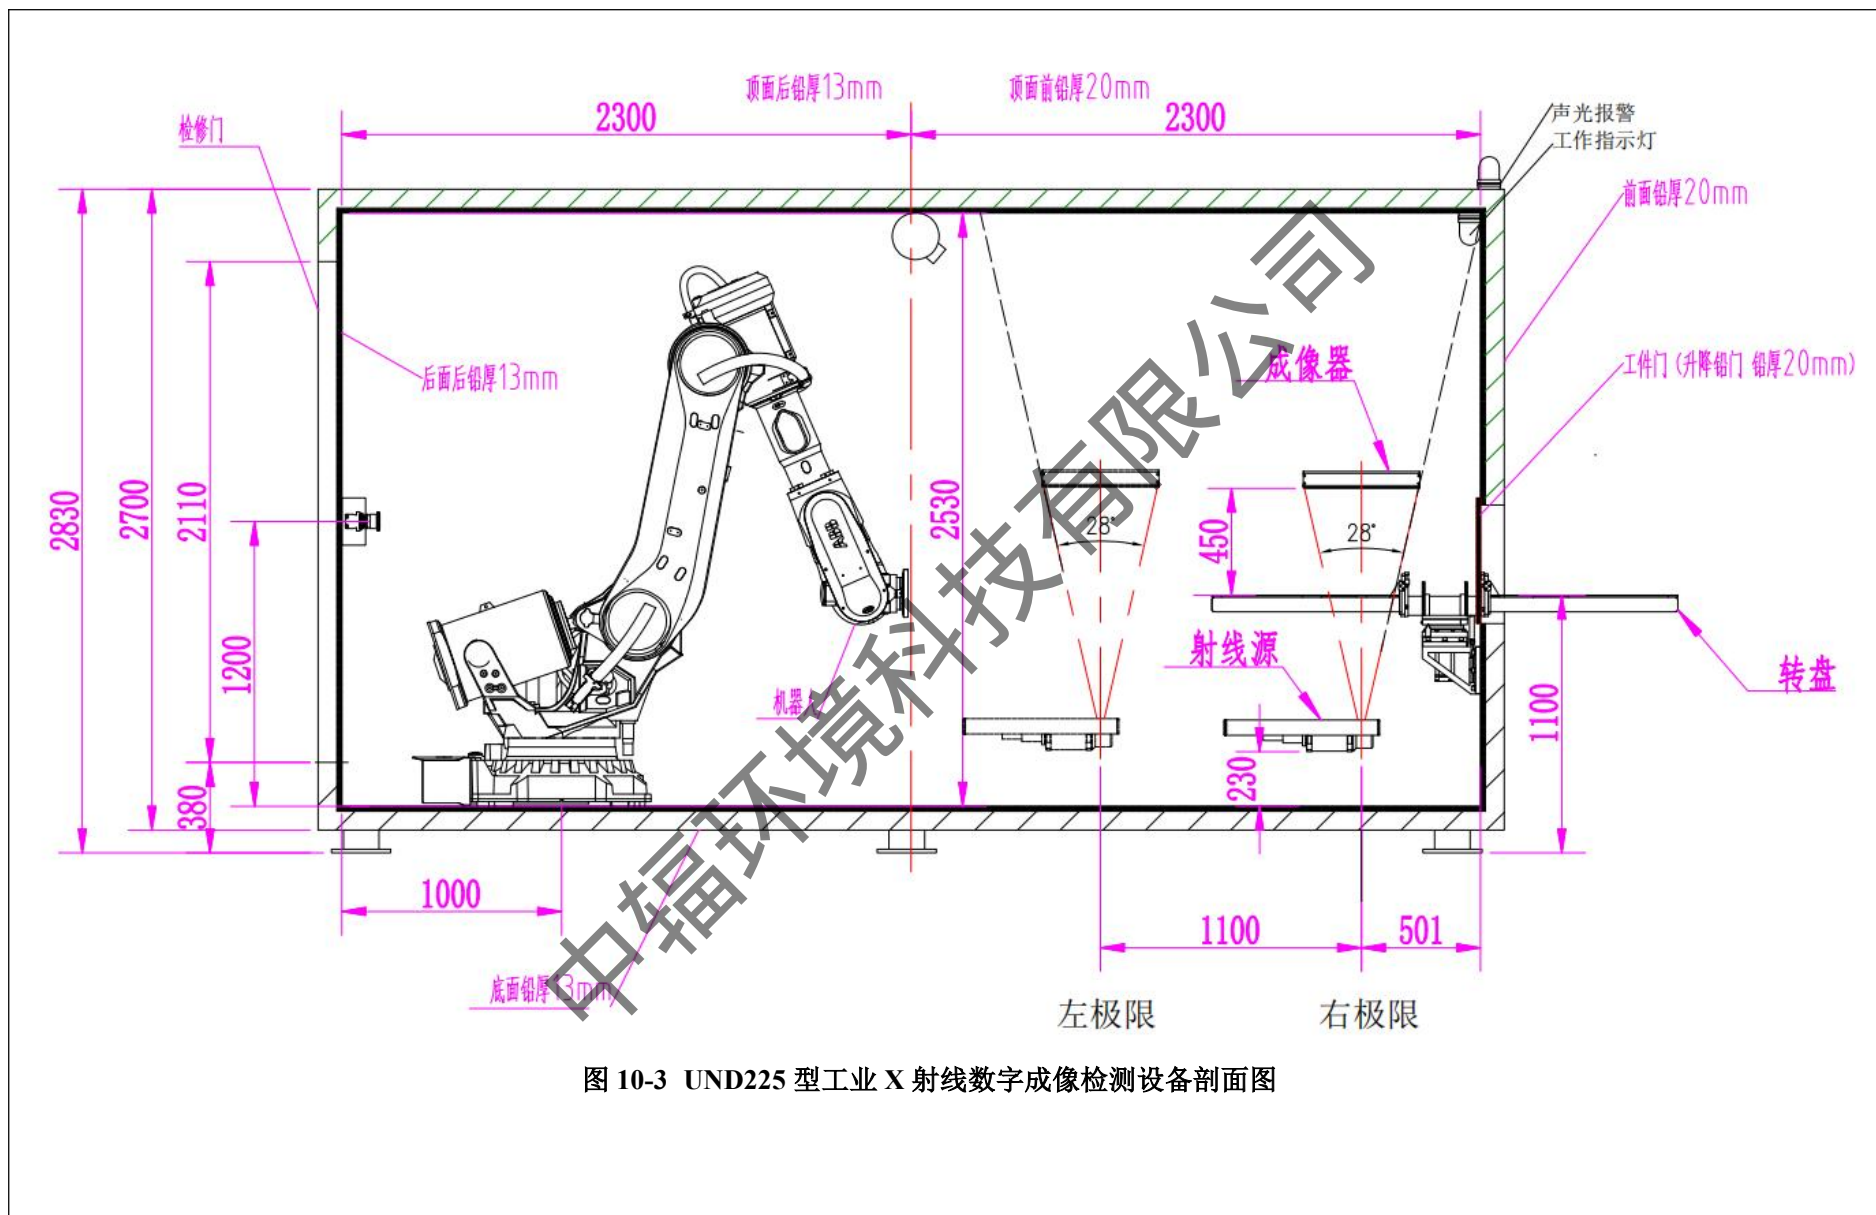 顶面后铅厚13mm
顶面前铅厚20mm
2300
2300
声光报警
工作指示灯
检修门
前面铅厚20mm
后面后铅厚13mm
成像器
工件门 (升降铅门 铅厚20mm)
2830
2700
2110
1200
380
2530
28°
28°
450
ABB
射线源
转盘
机器人
230
1100
1000
1100
501
底面铅厚13mm
左极限
右极限
中辐环境科技有限公司
图 10-3 UND225 型工业 X 射线数字成像检测设备剖面图